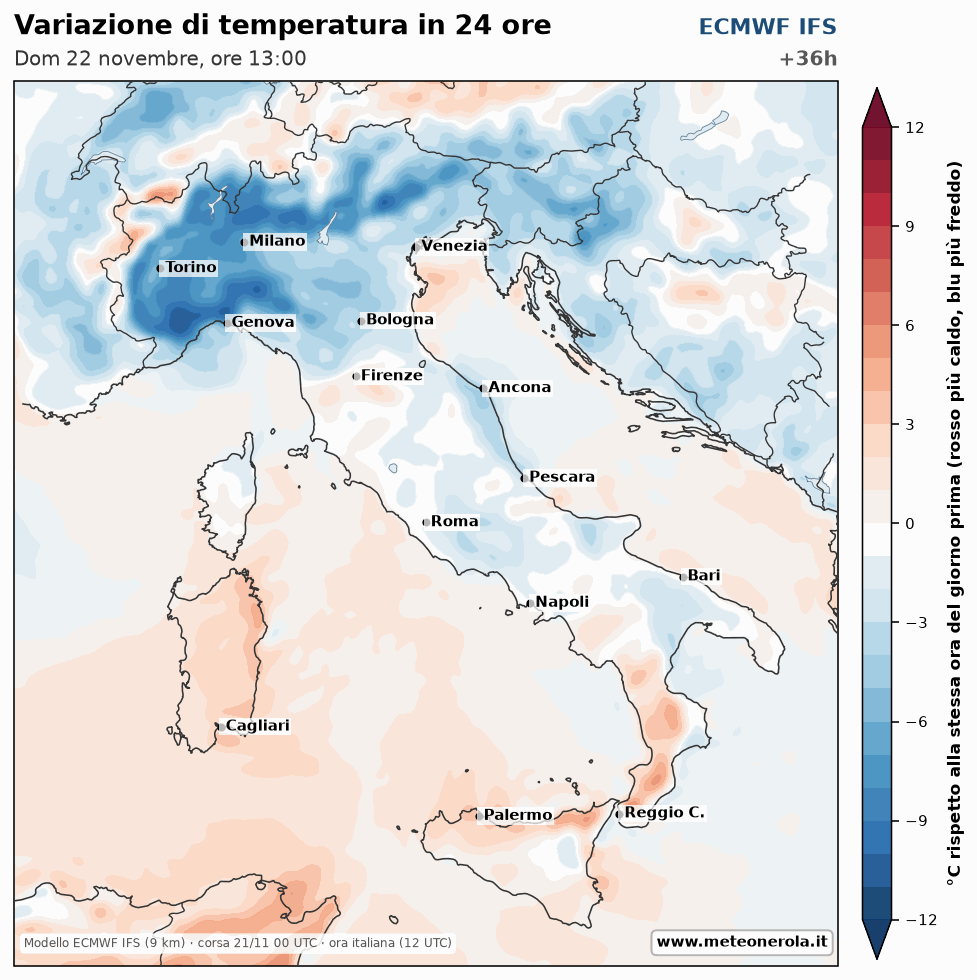 Variazione di temperatura in 24 ore
ECMWF IFS
Dom 22 novembre, ore 13:00
+36h
Milano
Venezia
Torino
Genova
Bologna
Firenze
Ancona
Pescara
Roma
Bari
Napoli
Cagliari
Palermo
Reggio C.
12
9
6
3
0
−3
−6
−9
−12
°C rispetto alla stessa ora del giorno prima (rosso più caldo, blu più freddo)
Modello ECMWF IFS (9 km) · corsa 21/11 00 UTC · ora italiana (12 UTC)
www.meteonerola.it